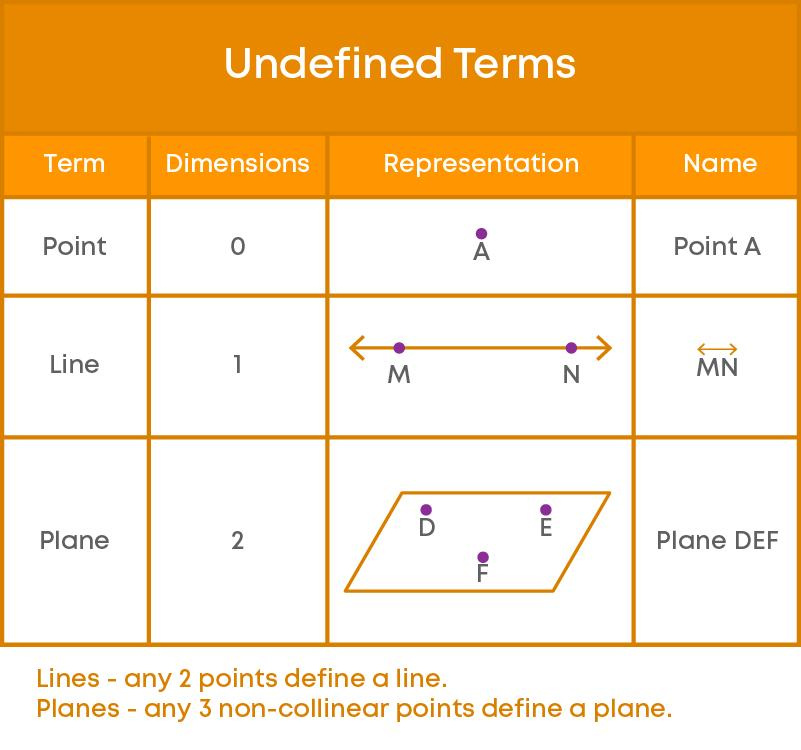 Undefined Terms
Term Dimensions Representation Name
Point 0 A Point A
Line 1 M N MN
Plane 2 D E F Plane DEF
Lines - any 2 points define a line.
Planes - any 3 non-collinear points define a plane.